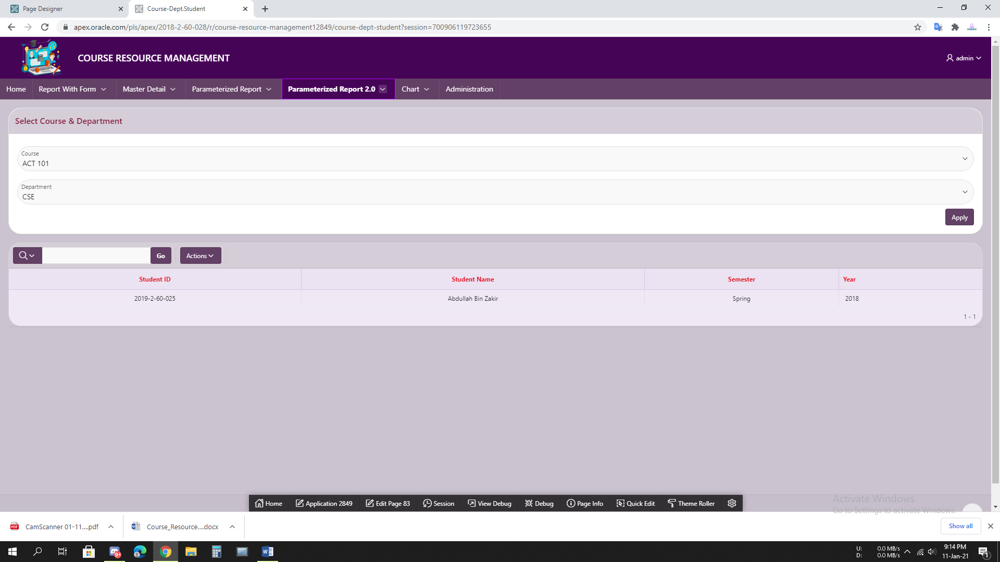 Page Designer
Course-Dept.Student
apex.oracle.com/pls/apex/2018-2-60-028/r/course-resource-management12849/course-dept-student?session=700906119723655
COURSE RESOURCE MANAGEMENT
admin
Home Report With Form Master Detail Parameterized Report Parameterized Report 2.0 Chart Administration
Select Course & Department
Course
ACT 101
Department
CSE
Apply
Go Actions
Student ID Student Name Semester Year
2019-2-60-025 Abdullah Bin Zakir Spring 2018
1 - 1
Home Application 2849 Edit Page 83 Session View Debug Debug Page Info Quick Edit Theme Roller
Activate Windows
Go to Settings to activate Windows.
CamScanner 01-11....pdf Course_Resource....docx Show all
PDF
9+
U: 0.0 MB/s
D: 0.0 MB/s
9:14 PM
11-Jan-21
1